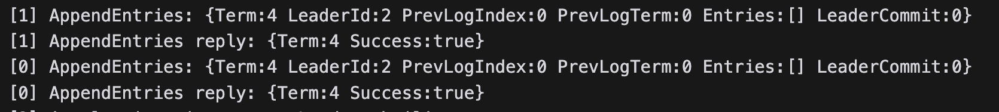 [1] AppendEntries: {Term:4 LeaderId:2 PrevLogIndex:0 PrevLogTerm:0 Entries:[] LeaderCommit:0}
[1] AppendEntries reply: {Term:4 Success:true}
[0] AppendEntries: {Term:4 LeaderId:2 PrevLogIndex:0 PrevLogTerm:0 Entries:[] LeaderCommit:0}
[0] AppendEntries reply: {Term:4 Success:true}